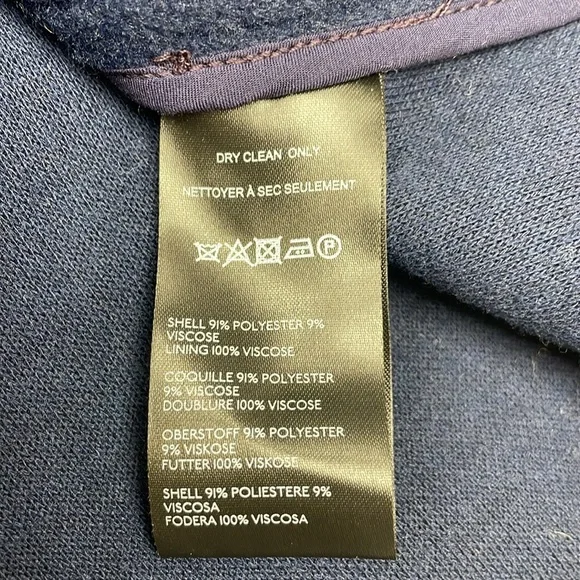 DRY CLEAN ONLY
NETTOYER À SEC SEULEMENT
P
SHELL 91% POLYESTER 9%
VISCOSE
LINING 100% VISCOSE
COQUILLE 91% POLYESTER
9% VISCOSE
DOUBLURE 100% VISCOSE
OBERSTOFF 91% POLYESTER
9% VISKOSE
FUTTER 100% VISKOSE
SHELL 91% POLIESTERE 9%
VISCOSA
FODERA 100% VISCOSA